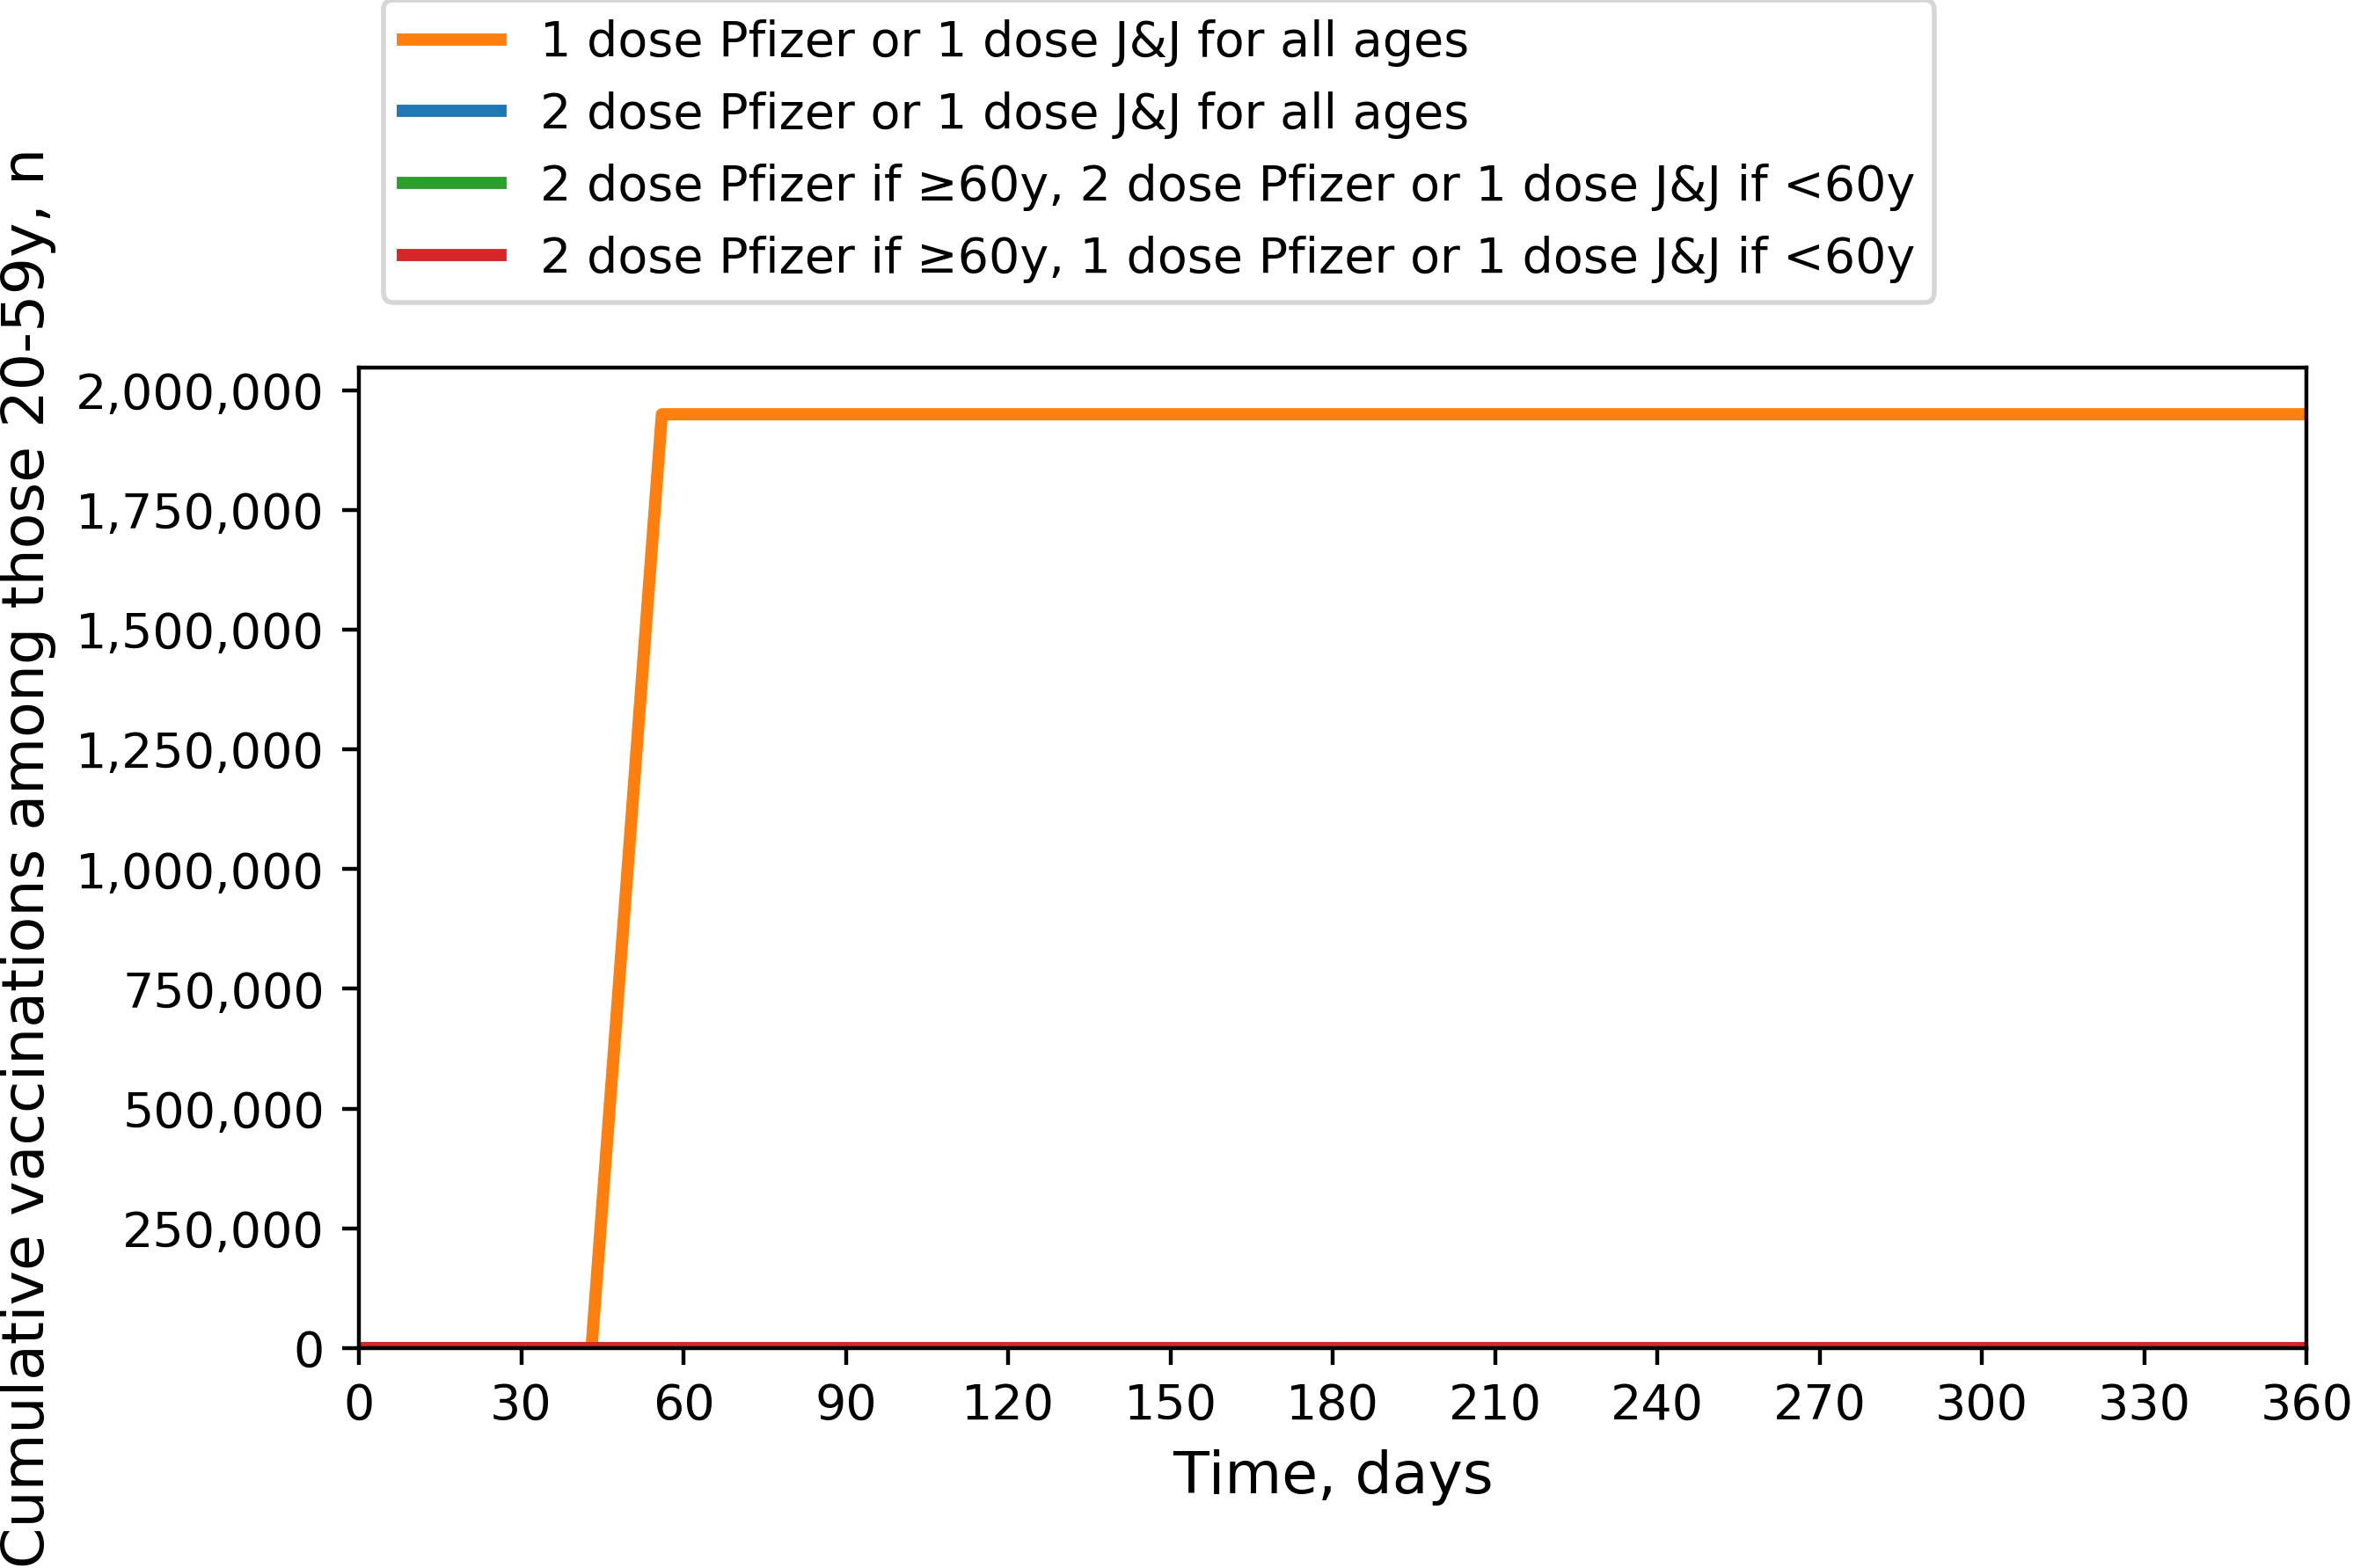 1 dose Pfizer or 1 dose J&J for all ages
2 dose Pfizer or 1 dose J&J for all ages
2 dose Pfizer if ≥60y, 2 dose Pfizer or 1 dose J&J if <60y
2 dose Pfizer if ≥60y, 1 dose Pfizer or 1 dose J&J if <60y
Cumulative vaccinations among those 20-59y, n
2,000,000
1,750,000
1,500,000
1,250,000
1,000,000
750,000
500,000
250,000
0
0 30 60 90 120 150 180 210 240 270 300 330 360
Time, days